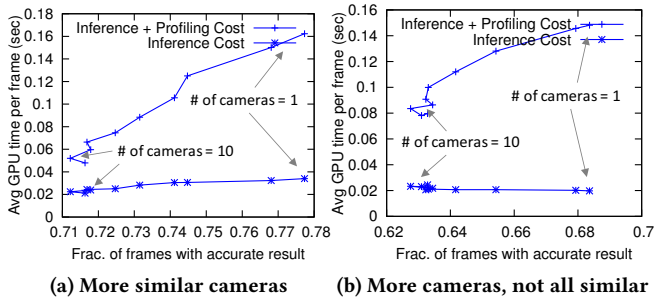 Avg GPU time per frame (sec)
0.2
0.18
0.16
0.14
0.12
0.1
0.08
0.06
0.04
0.02
0
Inference + Profiling Cost
Inference Cost
# of cameras = 1
# of cameras = 10
0.71 0.72 0.73 0.74 0.75 0.76 0.77 0.78
Frac. of frames with accurate result
(a) More similar cameras
Avg GPU time per frame (sec)
0.16
0.14
0.12
0.1
0.08
0.06
0.04
0.02
0
Inference + Profiling Cost
Inference Cost
# of cameras = 1
# of cameras = 10
0.62 0.64 0.66 0.68 0.7
Frac. of frames with accurate result
(b) More cameras, not all similar